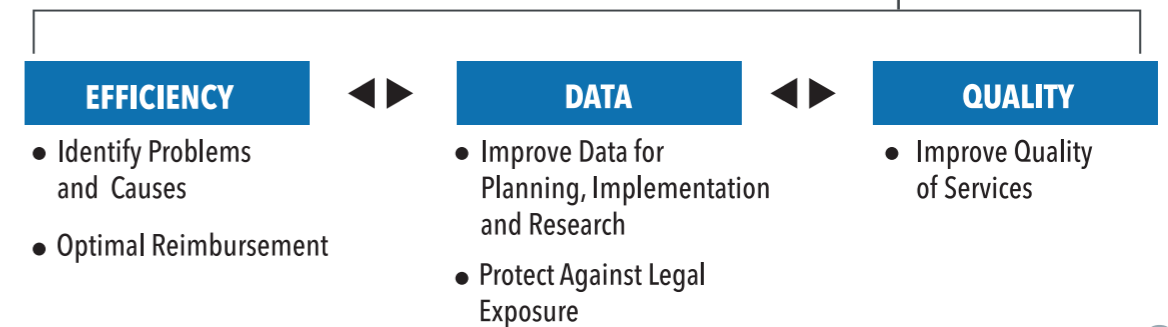 EFFICIENCY
● Identify Problems
and Causes
● Optimal Reimbursement
DATA
● Improve Data for
Planning, Implementation
and Research
● Protect Against Legal
Exposure
QUALITY
● Improve Quality
of Services